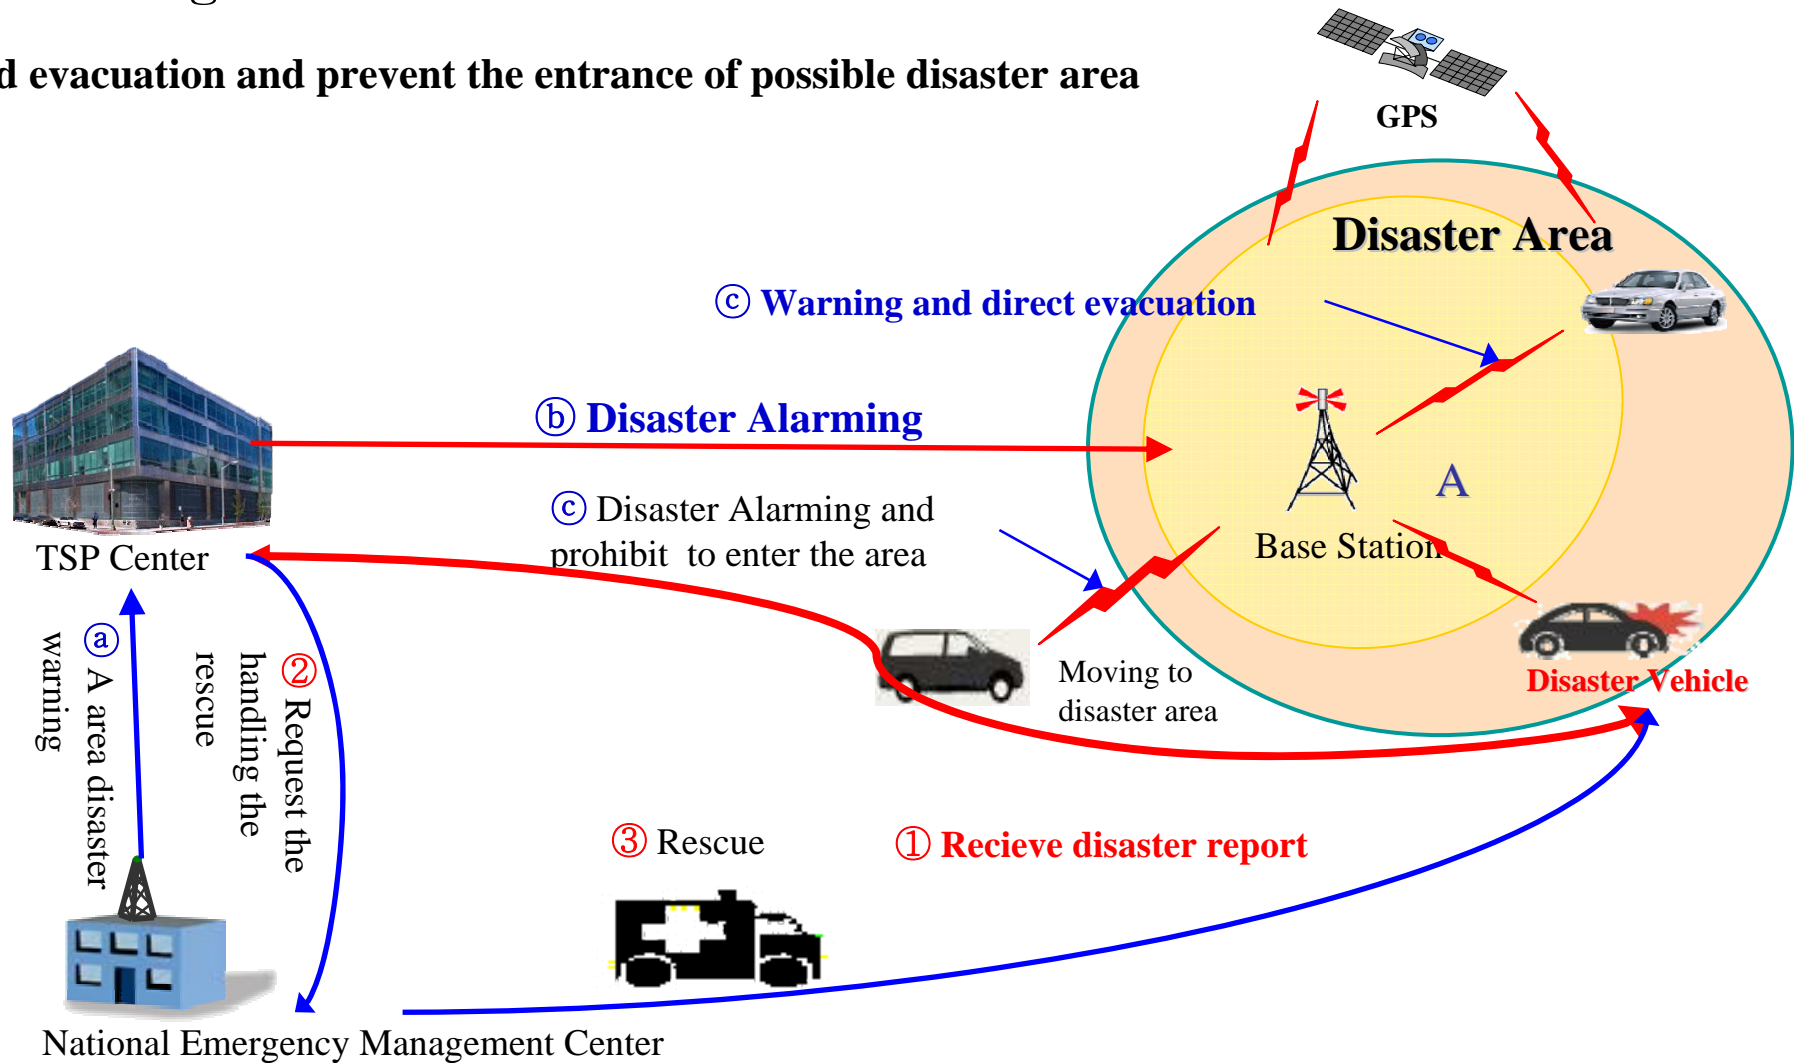 d evacuation and prevent the entrance of possible disaster area
GPS
Disaster Area
ⓒ Warning and direct evacuation
ⓑ Disaster Alarming
A
ⓒ Disaster Alarming and
prohibit to enter the area
Base Station
TSP Center
Moving to
disaster area
Disaster Vehicle
ⓐ A area disaster
warning
② Request the
handling the
rescue
③ Rescue
① Recieve disaster report
National Emergency Management Center